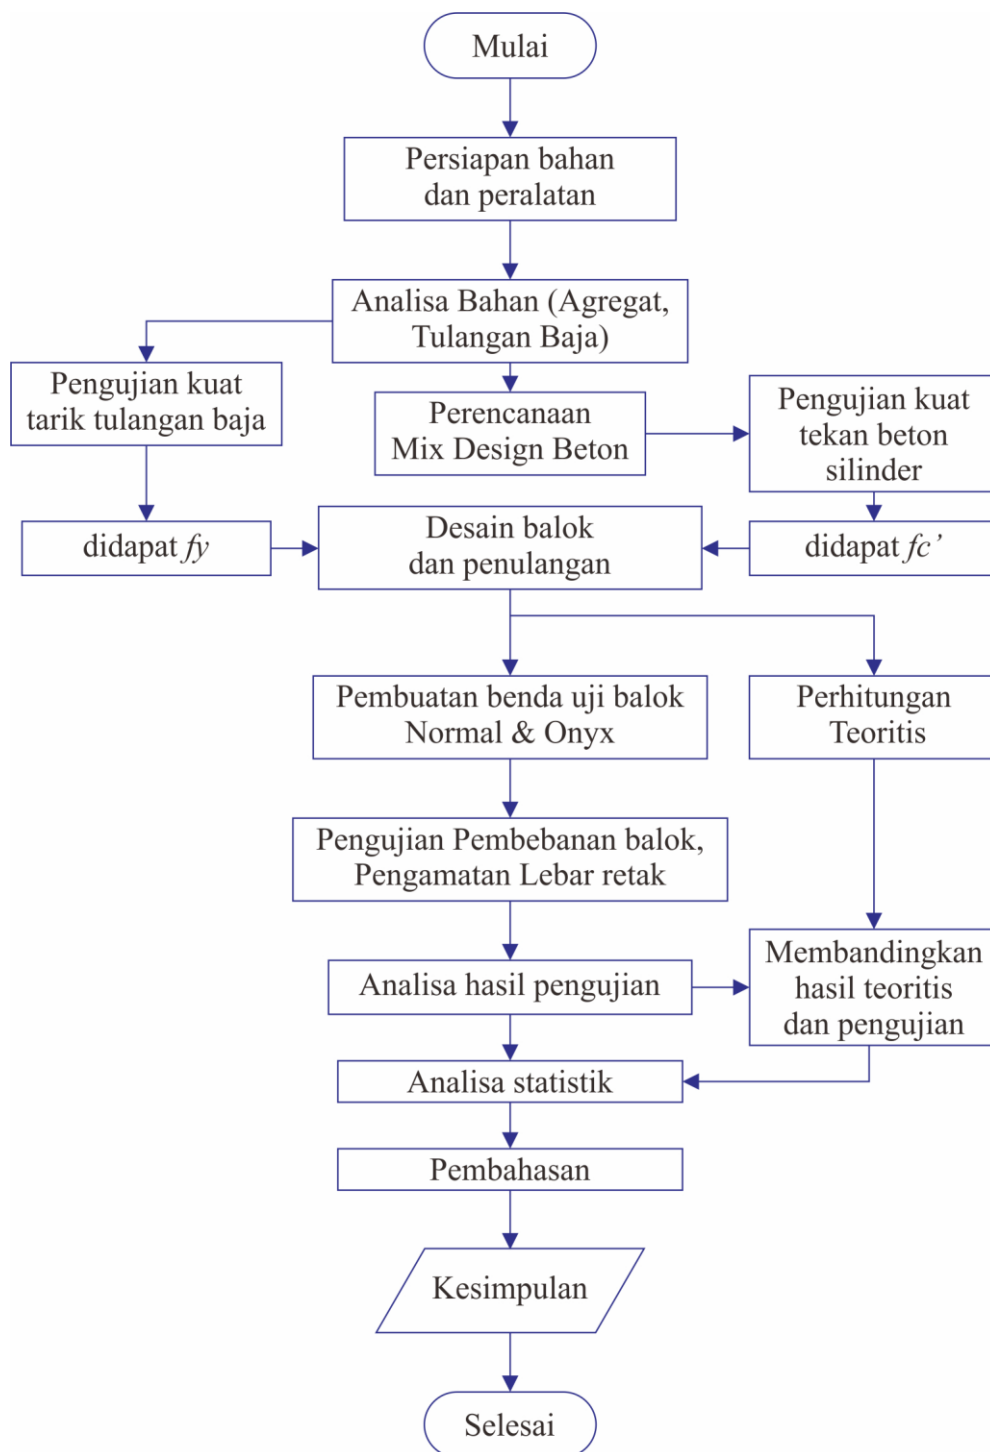 Mulai
Persiapan bahan
dan peralatan
Analisa Bahan (Agregat,
Tulangan Baja)
Pengujian kuat
tarik tulangan baja
Perencanaan
Mix Design Beton
Pengujian kuat
tekan beton
silinder
didapat fy
Desain balok
dan penulangan
didapat fc’
Pembuatan benda uji balok
Normal & Onyx
Perhitungan
Teoritis
Pengujian Pembebanan balok,
Pengamatan Lebar retak
Analisa hasil pengujian
Membandingkan
hasil teoritis
dan pengujian
Analisa statistik
Pembahasan
Kesimpulan
Selesai